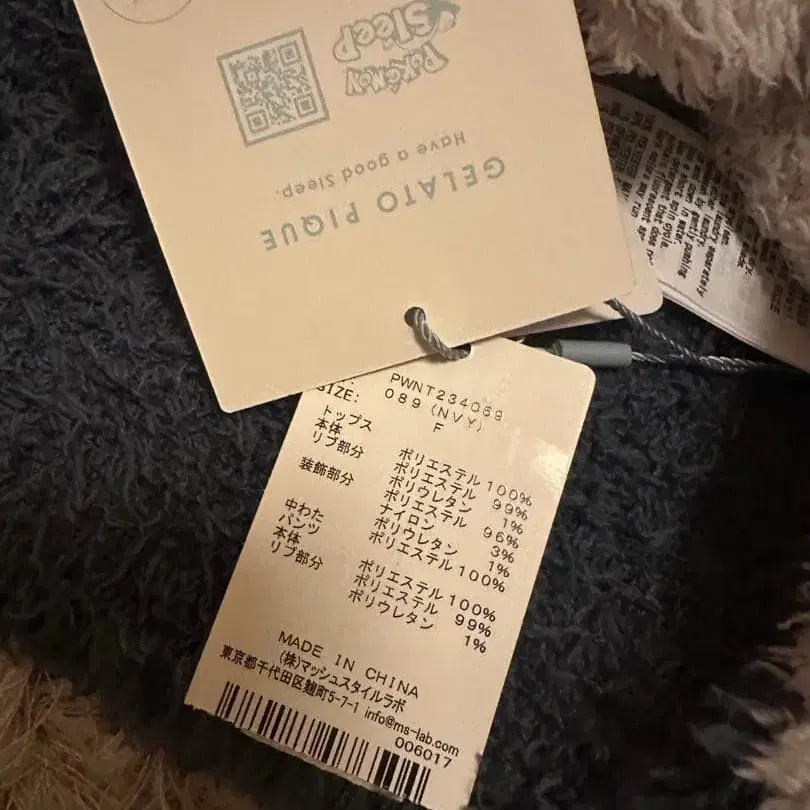 POKÉMON
Sleep
Have a good Sleep.
GELATO PIQUE
PWNT234069
SIZE: 089 (NVY)
F
トップス
本体 ポリエステル 100%
リブ部分 ポリエステル 99%
ポリウレタン 1%
装飾部分 ポリエステル 96%
ナイロン 3%
ポリウレタン 1%
中わた ポリエステル 100%
パンツ
本体 ポリエステル 100%
リブ部分 ポリエステル 99%
ポリウレタン 1%
MADE IN CHINA
(株)マッシュスタイルラボ
東京都千代田区麹町5-7-1 info@ms-lab.com
006017